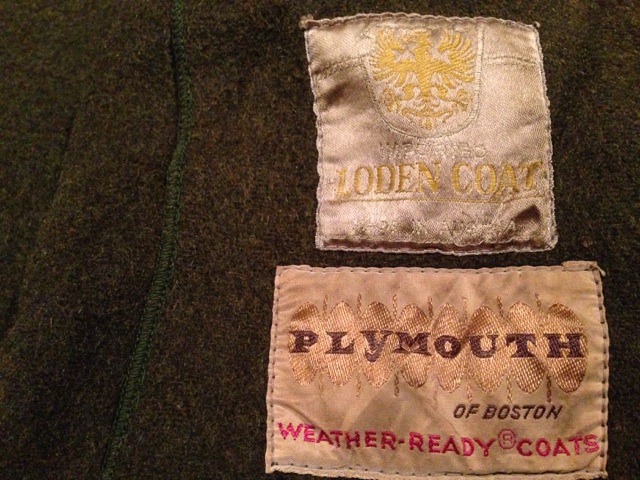 LODEN COAT
PLYMOUTH
OF BOSTON
WEATHER-READY® COATS